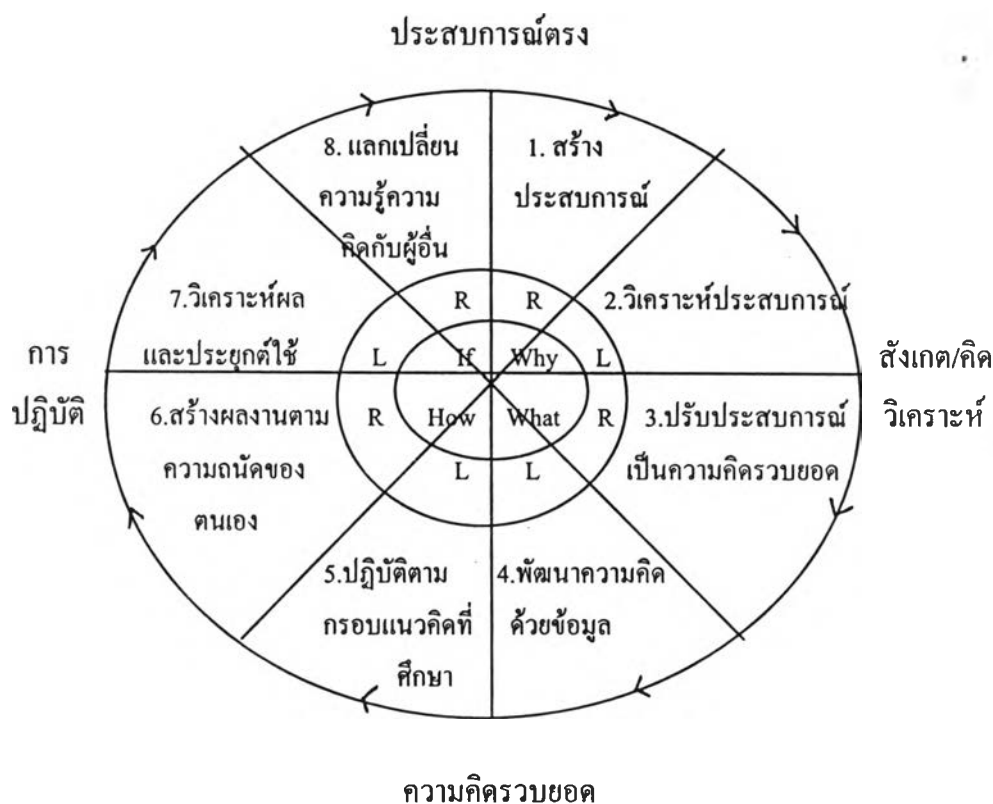 ประสบการณ์ตรง
8. แลกเปลี่ยน
ความรู้ความ
คิดกับผู้อื่น
1. สร้าง
ประสบการณ์
7.วิเคราะห์ผล
และประยุกต์ใช้
2.วิเคราะห์ประสบการณ์
R R
L If Why L
R How What R
L L
การ
ปฏิบัติ
สังเกต/คิด
วิเคราะห์
6.สร้างผลงานตาม
ความถนัดของ
ตนเอง
3.ปรับประสบการณ์
เป็นความคิดรวบยอด
5.ปฏิบัติตาม
กรอบแนวคิดที่
ศึกษา
4.พัฒนาความคิด
ด้วยข้อมูล
ความคิดรวบยอด